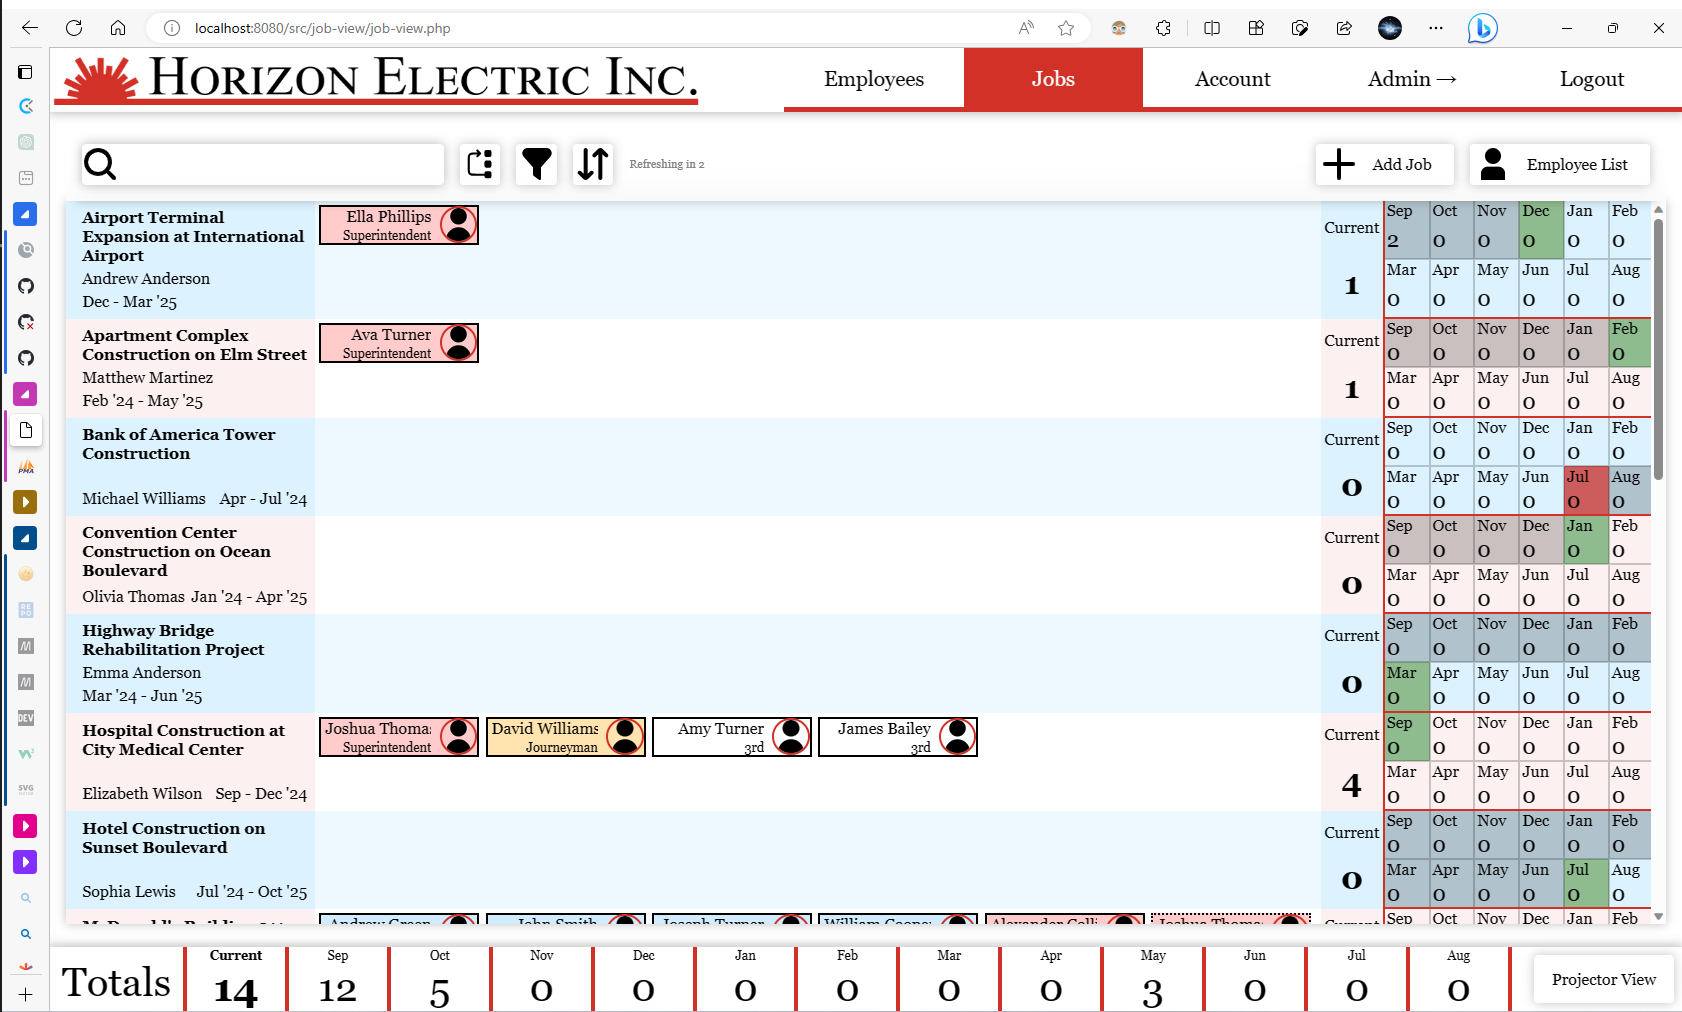 localhost:8080/src/job-view/job-view.php
HORIZON ELECTRIC INC.
Employees
Jobs
Account
Admin →
Logout
Refreshing in 2
Add Job
Employee List
Airport Terminal
Expansion at International
Airport
Andrew Anderson
Dec - Mar '25
Ella Phillips
Superintendent
Current
1
Sep Oct Nov Dec Jan Feb
2 0 0 0 0 0
Mar Apr May Jun Jul Aug
0 0 0 0 0 0
Apartment Complex
Construction on Elm Street
Matthew Martinez
Feb '24 - May '25
Ava Turner
Superintendent
Current
1
Sep Oct Nov Dec Jan Feb
0 0 0 0 0 0
Mar Apr May Jun Jul Aug
0 0 0 0 0 0
Bank of America Tower
Construction
Michael Williams Apr - Jul '24
Current
0
Sep Oct Nov Dec Jan Feb
0 0 0 0 0 0
Mar Apr May Jun Jul Aug
0 0 0 0 0 0
Convention Center
Construction on Ocean
Boulevard
Olivia Thomas Jan '24 - Apr '25
Current
0
Sep Oct Nov Dec Jan Feb
0 0 0 0 0 0
Mar Apr May Jun Jul Aug
0 0 0 0 0 0
Highway Bridge
Rehabilitation Project
Emma Anderson
Mar '24 - Jun '25
Current
0
Sep Oct Nov Dec Jan Feb
0 0 0 0 0 0
Mar Apr May Jun Jul Aug
0 0 0 0 0 0
Hospital Construction at
City Medical Center
Elizabeth Wilson Sep - Dec '24
Joshua Thoma
Superintendent
David Williams
Journeyman
Amy Turner
3rd
James Bailey
3rd
Current
4
Sep Oct Nov Dec Jan Feb
0 0 0 0 0 0
Mar Apr May Jun Jul Aug
0 0 0 0 0 0
Hotel Construction on
Sunset Boulevard
Sophia Lewis Jul '24 - Oct '25
Current
0
Sep Oct Nov Dec Jan Feb
0 0 0 0 0 0
Mar Apr May Jun Jul Aug
0 0 0 0 0 0
Andrew Green
John Smith
Joseph Turner
Current
Sep Oct Nov Dec Jan Feb
Totals
Current Sep Oct Nov Dec Jan Feb Mar Apr May Jun Jul Aug
14 12 5 0 0 0 0 0 0 3 0 0 0
Projector View